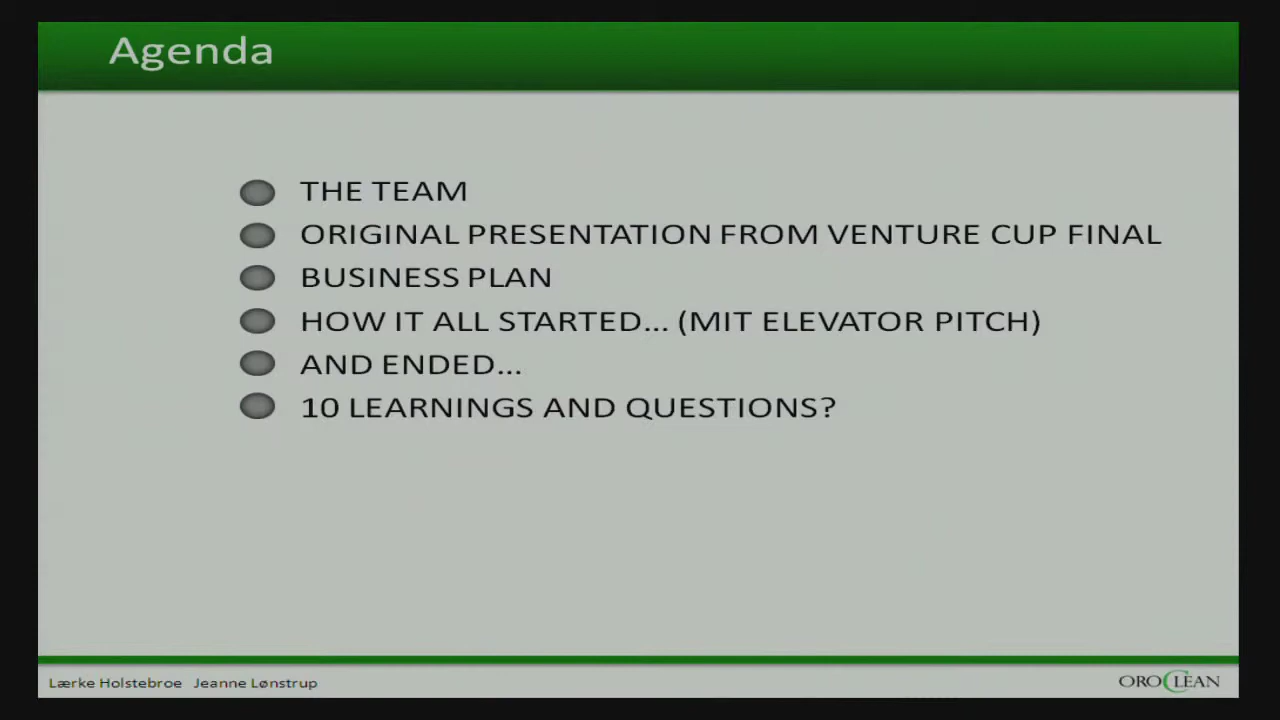 Agenda
THE TEAM
ORIGINAL PRESENTATION FROM VENTURE CUP FINAL
BUSINESS PLAN
HOW IT ALL STARTED... (MIT ELEVATOR PITCH)
AND ENDED...
10 LEARNINGS AND QUESTIONS?
Lærke Holstebroe Jeanne Lønstrup
OROCLEAN